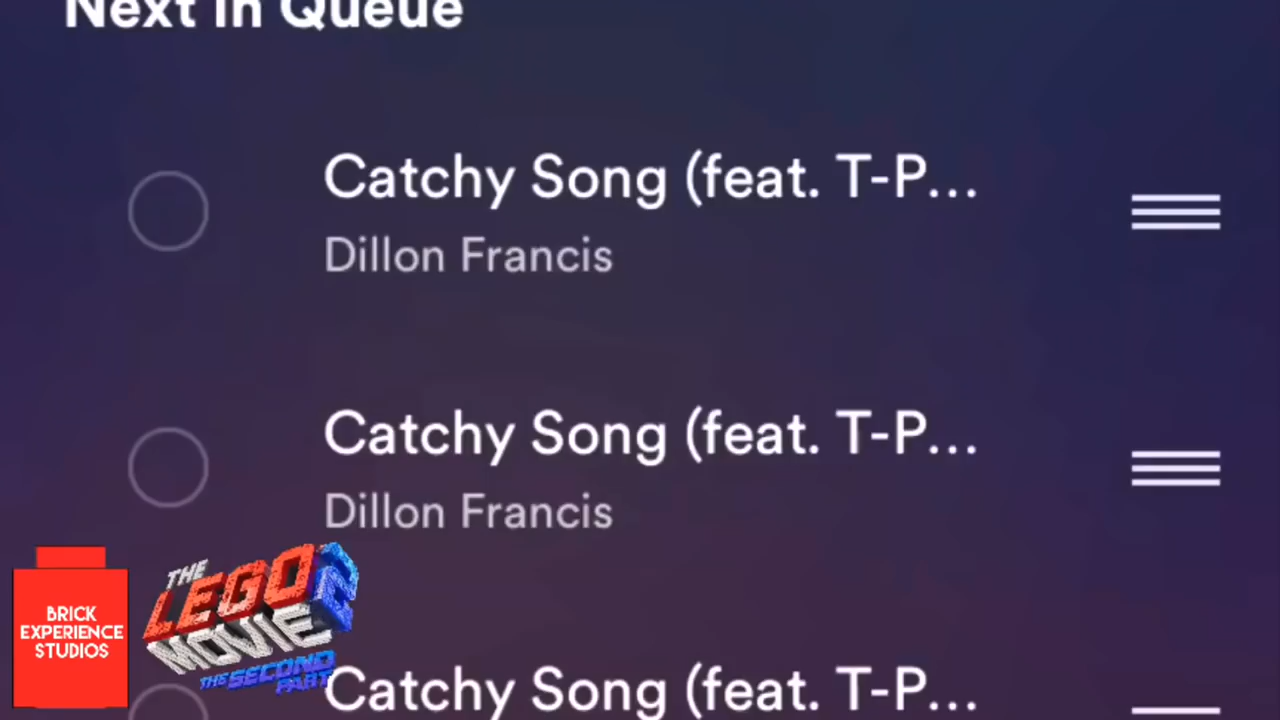 Next in Queue
Catchy Song (feat. T-P...
Dillon Francis
Catchy Song (feat. T-P...
Dillon Francis
BRICK
EXPERIENCE
STUDIOS
THE
LEGO
MOVIE 2
THE SECOND
PART
Catchy Song (feat. T-P...